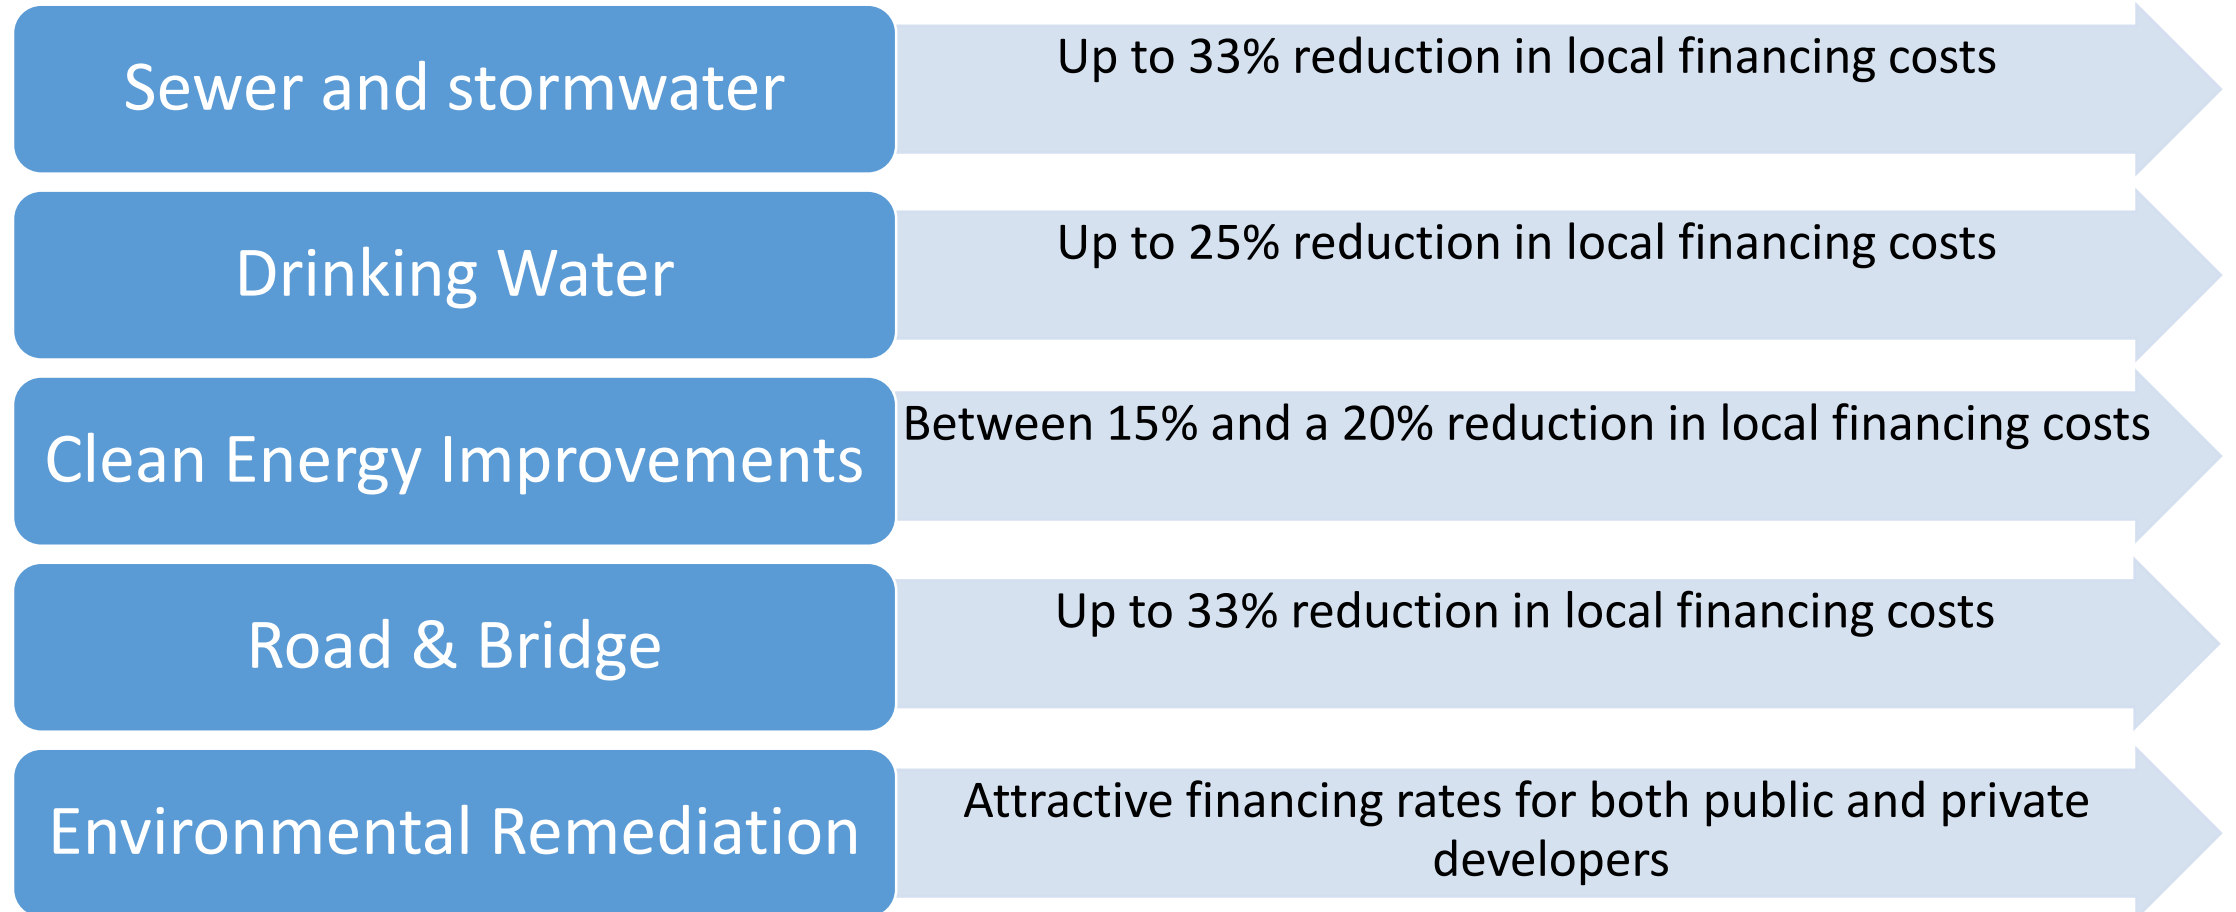 Sewer and stormwater
Up to 33% reduction in local financing costs
Drinking Water
Up to 25% reduction in local financing costs
Clean Energy Improvements
Between 15% and a 20% reduction in local financing costs
Road & Bridge
Up to 33% reduction in local financing costs
Environmental Remediation
Attractive financing rates for both public and private
developers